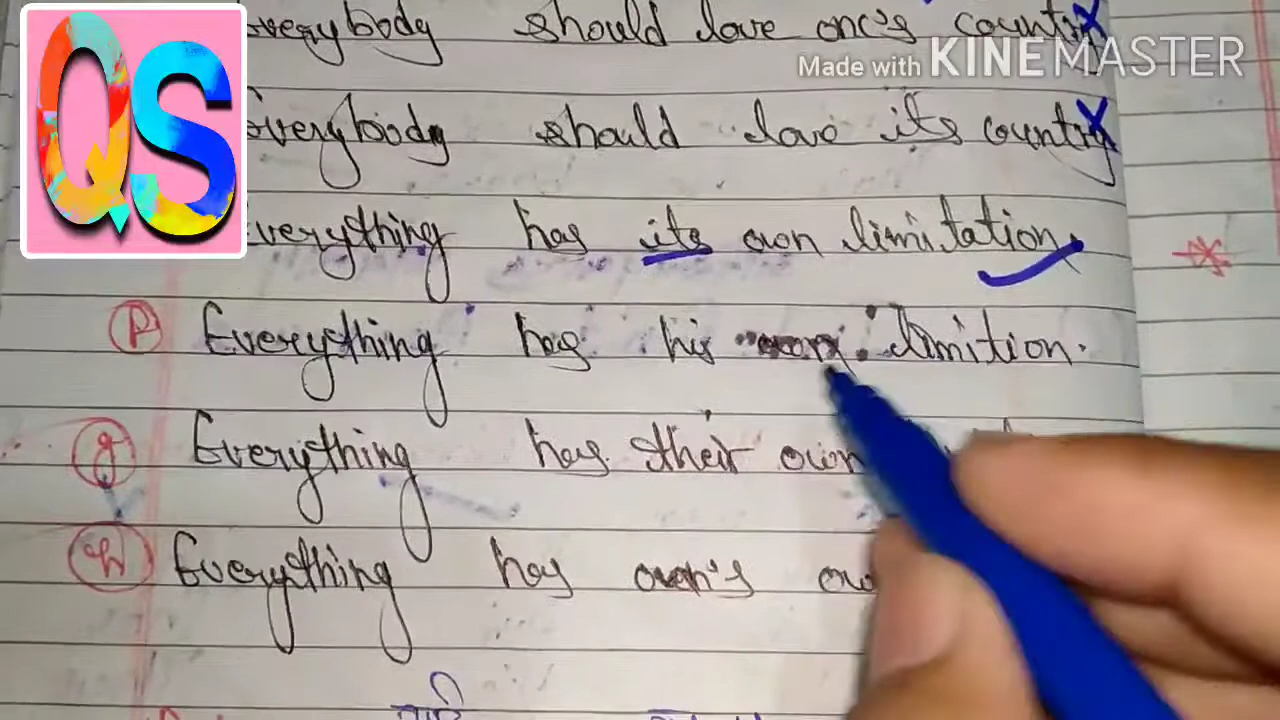 QS
Made with KINEMASTER
Everybody should love one's country
Everybody should love its country
Everything has its own limitation.
P Everything has his own limition.
Everything has their own
Everything has own's